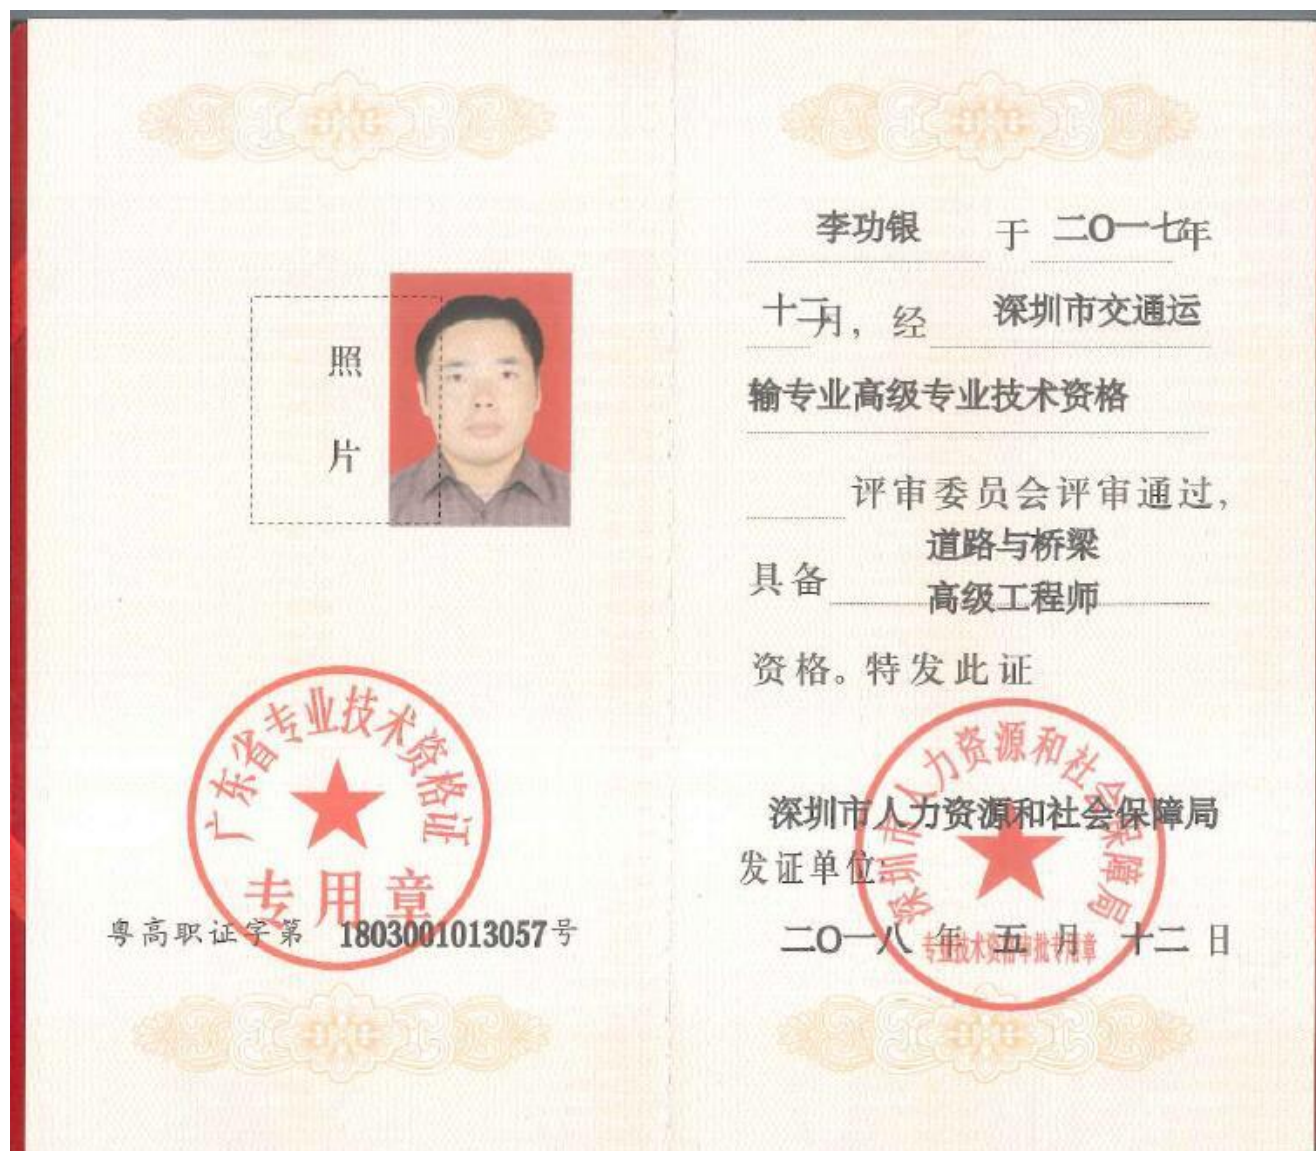 照
片
广东省专业技术资格证
专用章
粤高职证字第 1803001013057号
李功银 于 二〇一七年
十二月，经 深圳市交通运
输专业高级专业技术资格
评审委员会评审通过，
具备 道路与桥梁
高级工程师
资格。特发此证
深圳市人力资源和社会保障局
深圳市人力资源和社会保障局
发证单位:
专业技术资格审批专用章
二〇一八 年 五 月 十二 日